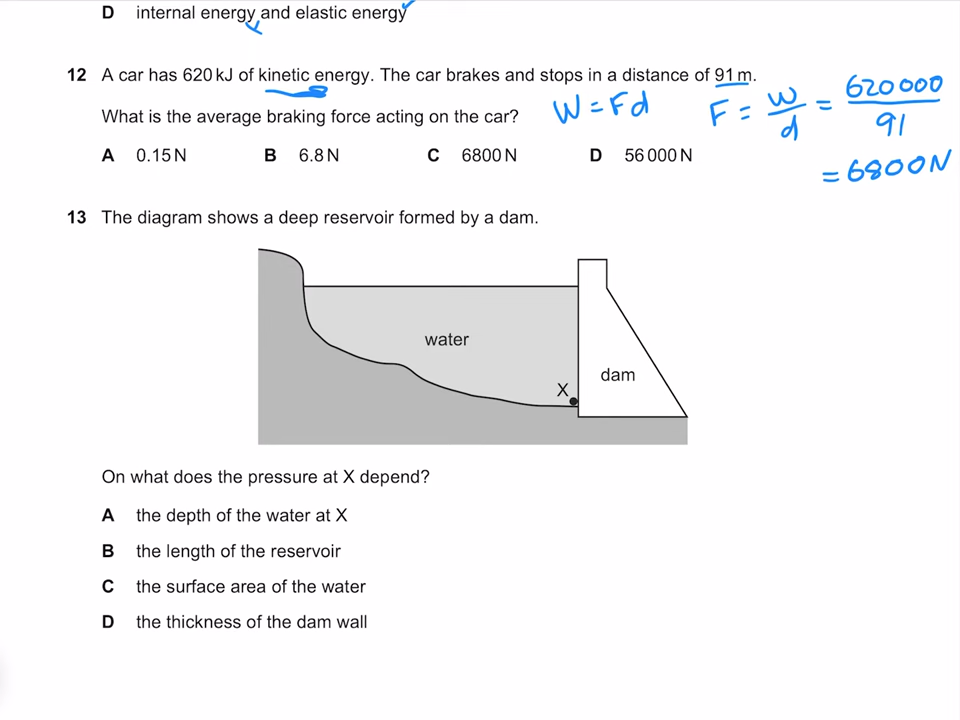 D internal energy and elastic energy
12 A car has 620 kJ of kinetic energy. The car brakes and stops in a distance of 91 m.
What is the average braking force acting on the car?
W = Fd
F = W/d = 620 000/91
= 6800N
A 0.15 N B 6.8 N C 6800 N D 56 000 N
13 The diagram shows a deep reservoir formed by a dam.
water
dam
X
On what does the pressure at X depend?
A the depth of the water at X
B the length of the reservoir
C the surface area of the water
D the thickness of the dam wall